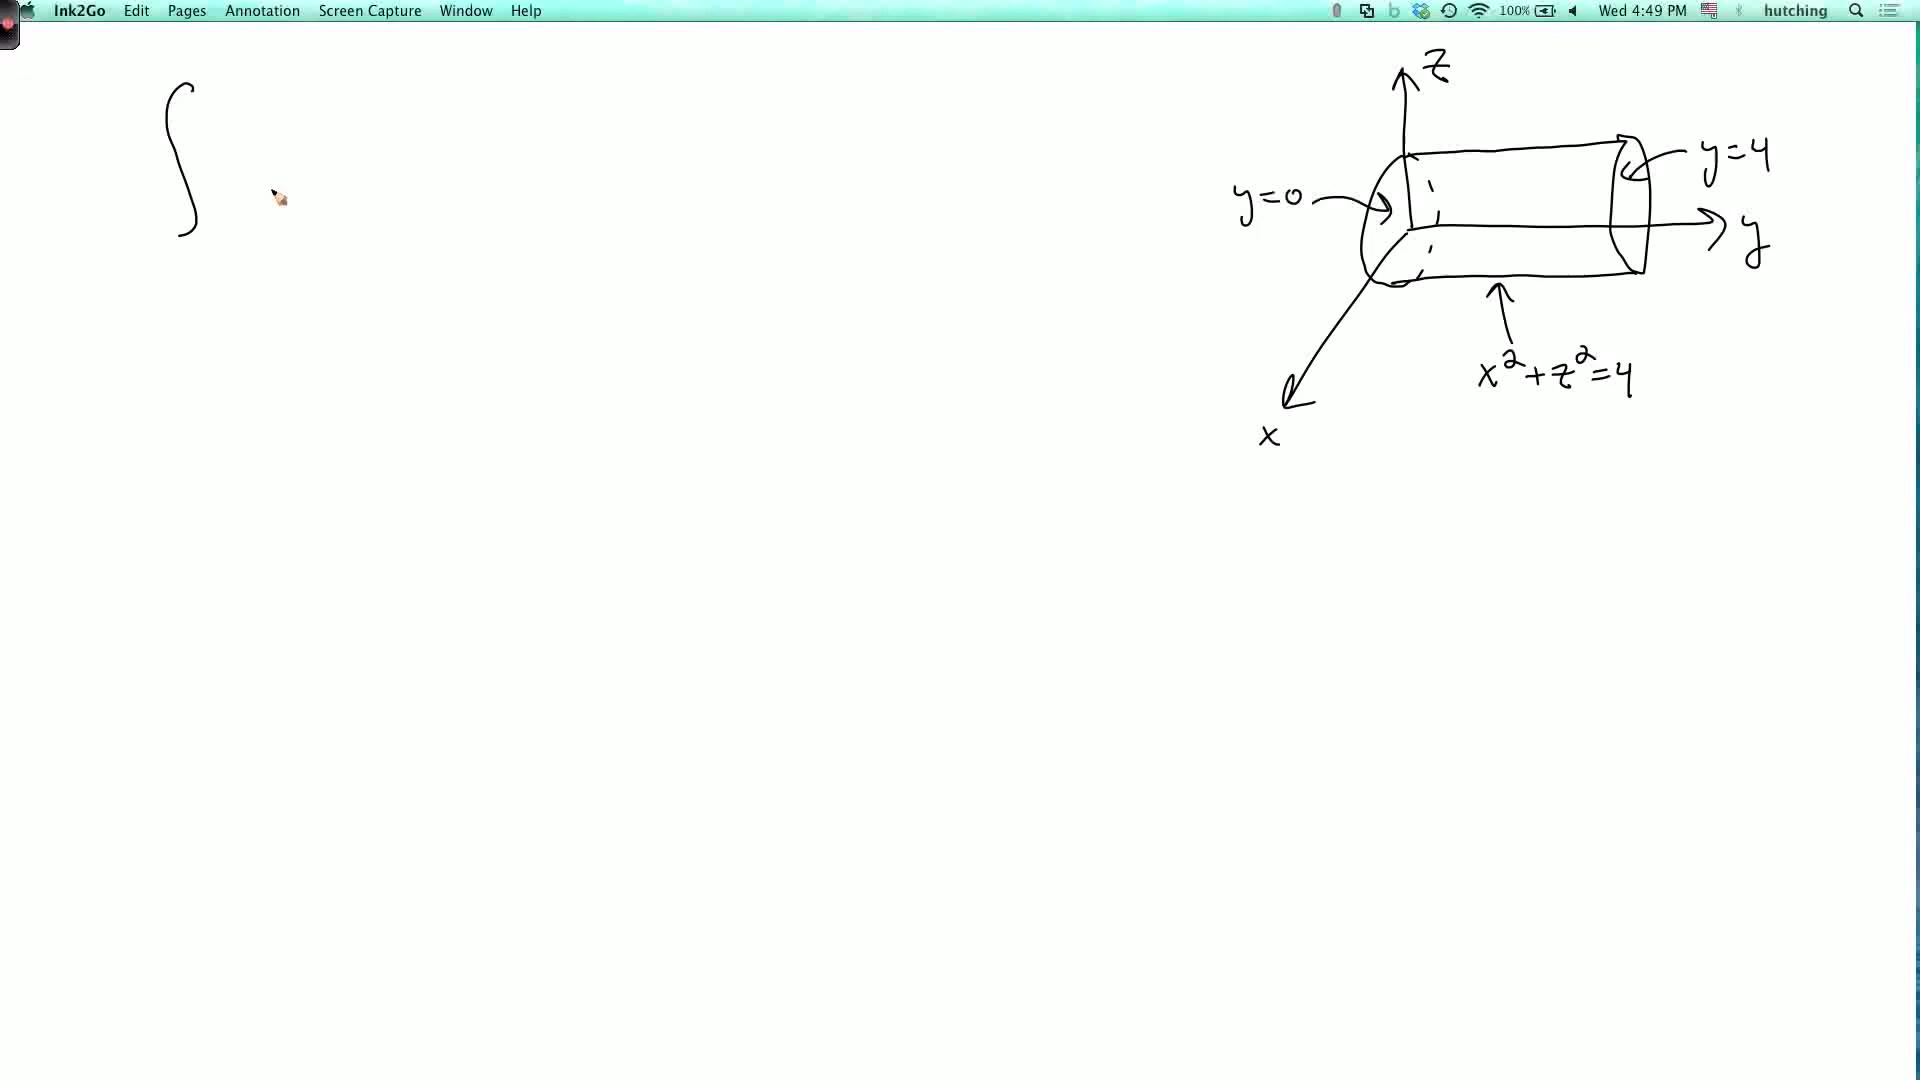 Ink2Go Edit Pages Annotation Screen Capture Window Help 100% Wed 4:49 PM hutching
∫
z
y=4
y=0
y
x²+z²=4
x